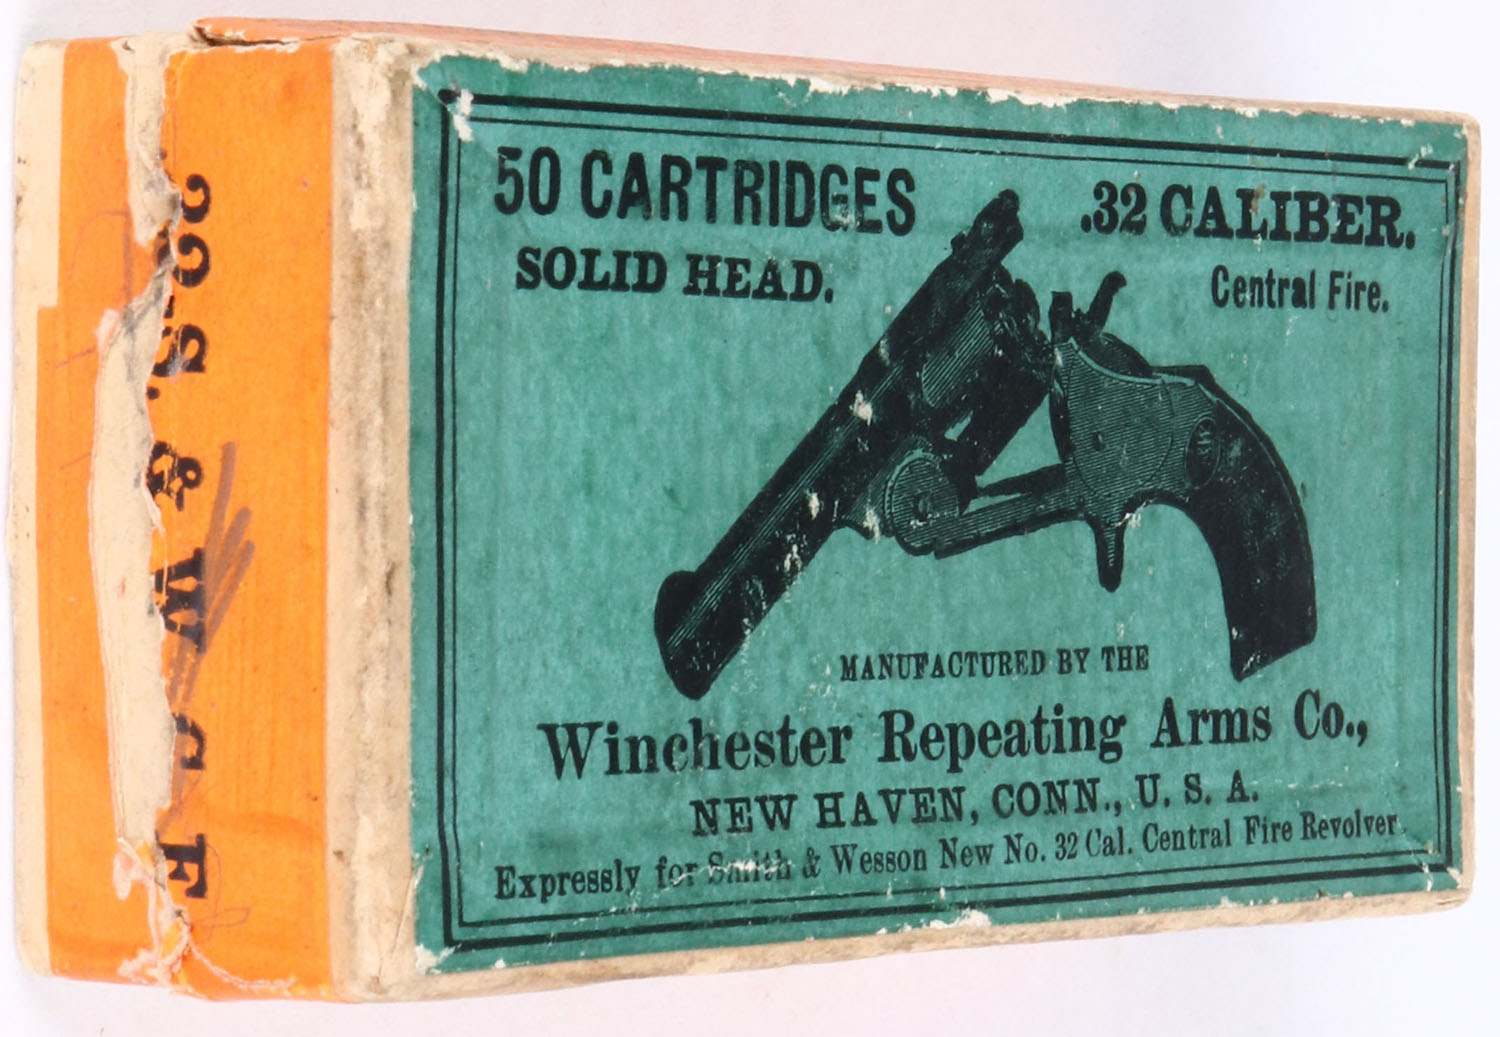 50 CARTRIDGES
SOLID HEAD.
.32 CALIBER.
Central Fire.
MANUFACTURED BY THE
Winchester Repeating Arms Co.,
NEW HAVEN, CONN., U. S. A.
Expressly for Smith & Wesson New No. 32 Cal. Central Fire Revolver.
32 S. & W. C F